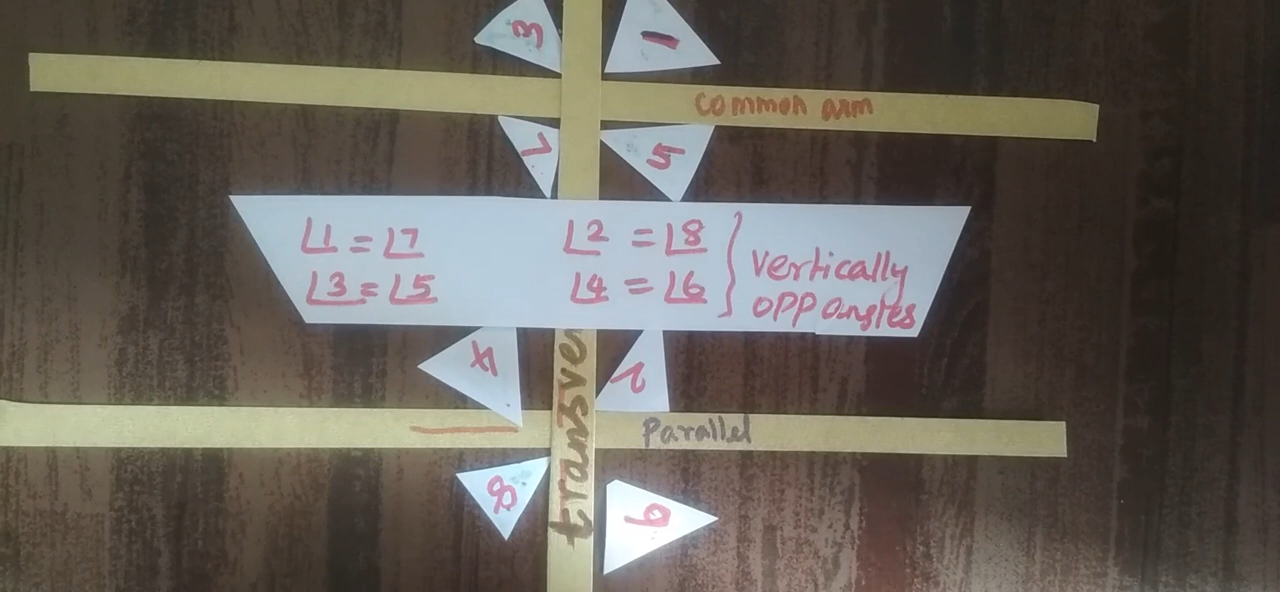 3 1
common arm
7 5
∠1 = ∠7 ∠2 = ∠8
∠3 = ∠5 ∠4 = ∠6
vertically
opp angles
4 2
Parallel
transve
8 6